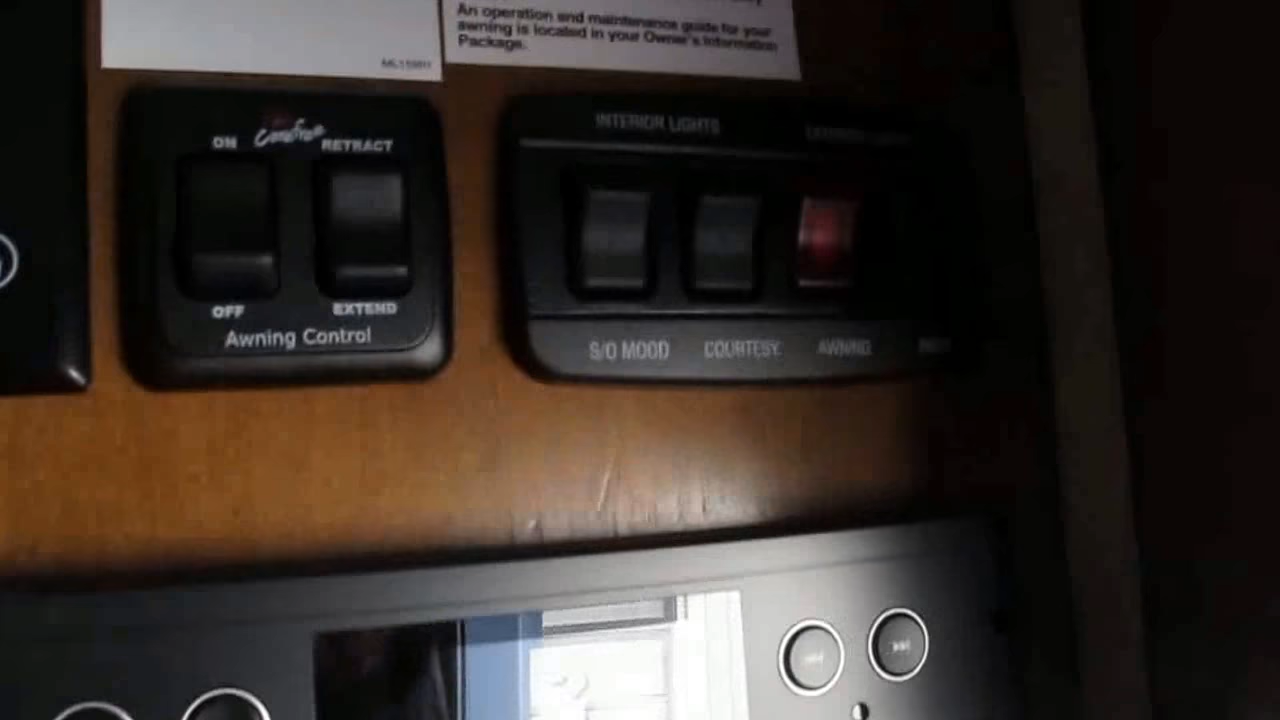 An operation and maintenance guide for your
awning is located in your Owner's Information
Package.
ON
Carefree
RETRACT
OFF
EXTEND
Awning Control
INTERIOR LIGHTS
S/O MOOD
COURTESY
AWNING